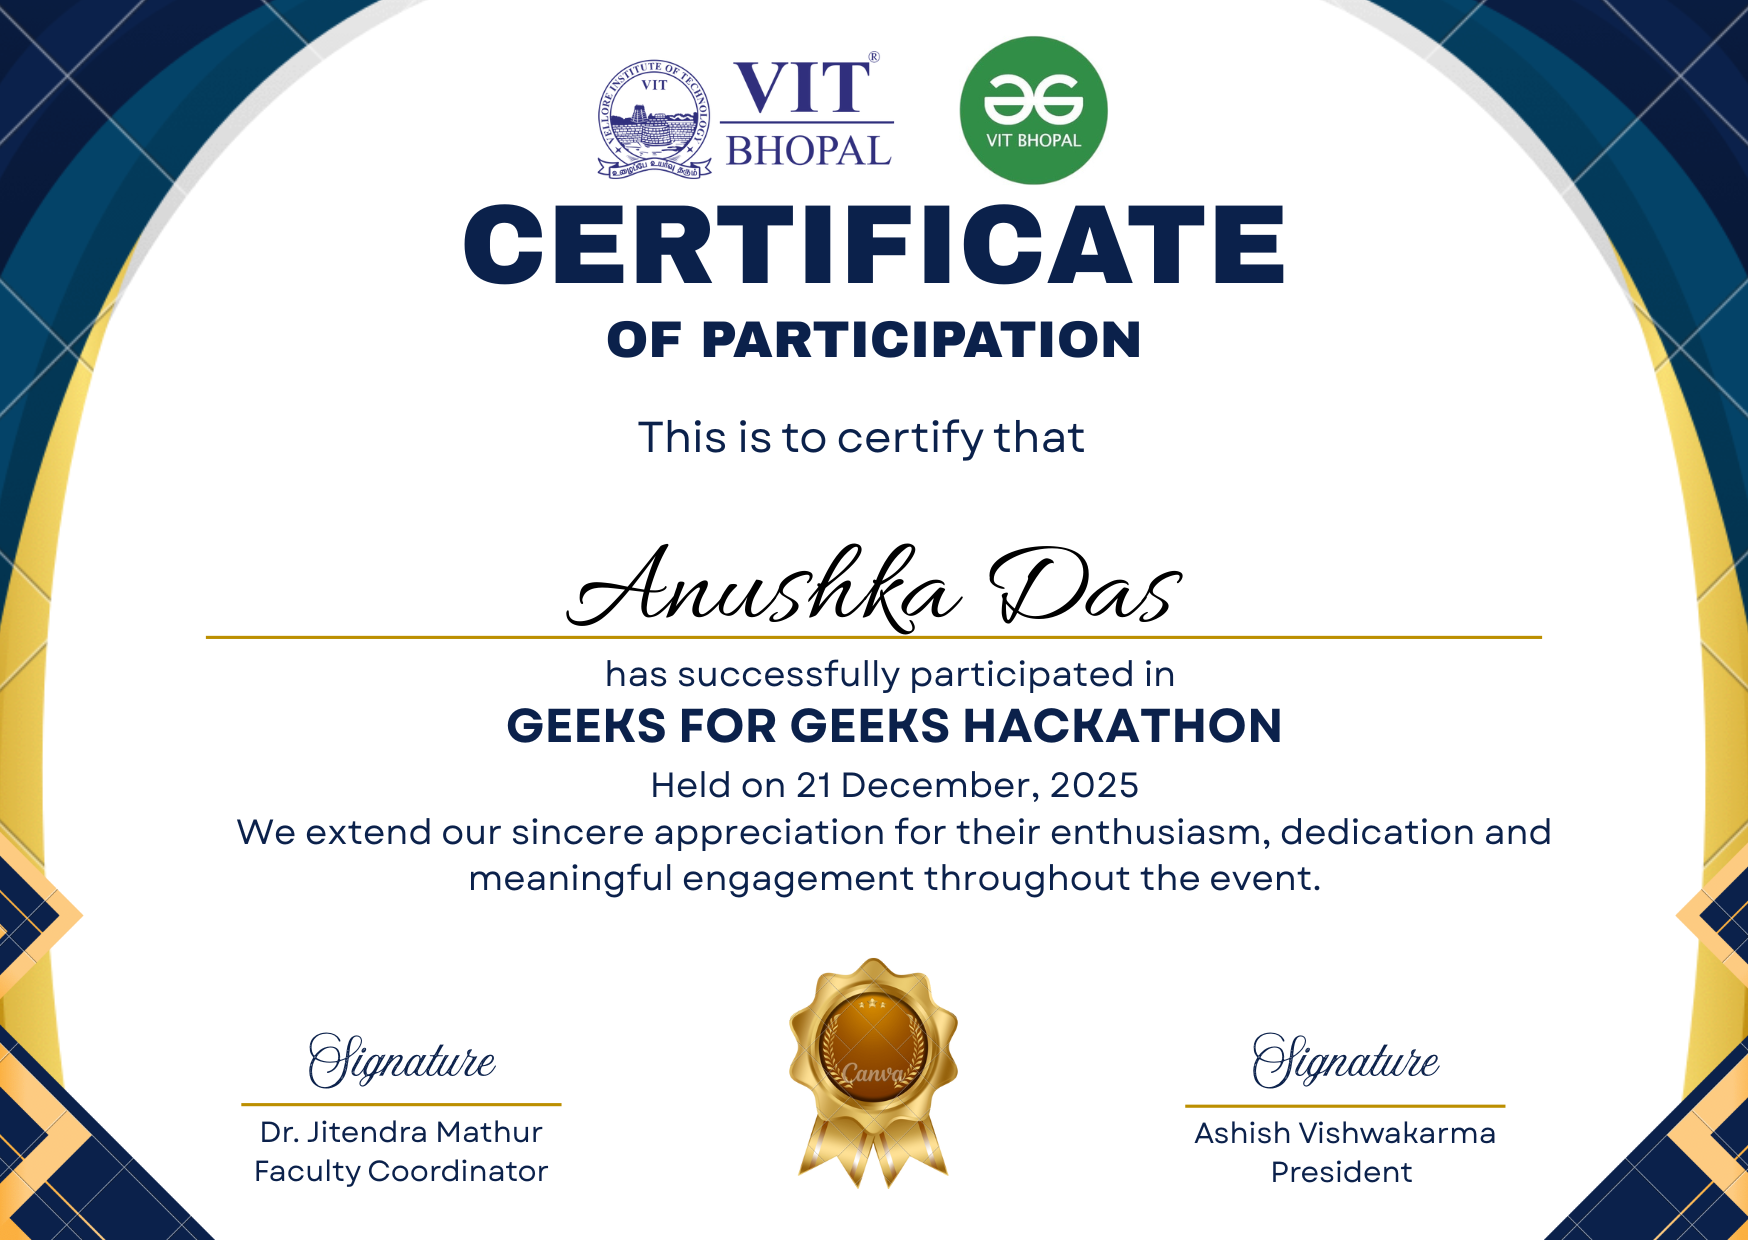 VELLORE INSTITUTE OF TECHNOLOGY
VIT
உழைப்பே உயர்வு தரும்
VIT®
BHOPAL
VIT BHOPAL
CERTIFICATE
OF PARTICIPATION
This is to certify that
Anushka Das
has successfully participated in
GEEKS FOR GEEKS HACKATHON
Held on 21 December, 2025
We extend our sincere appreciation for their enthusiasm, dedication and
meaningful engagement throughout the event.
Canva
Signature
Dr. Jitendra Mathur
Faculty Coordinator
Signature
Ashish Vishwakarma
President